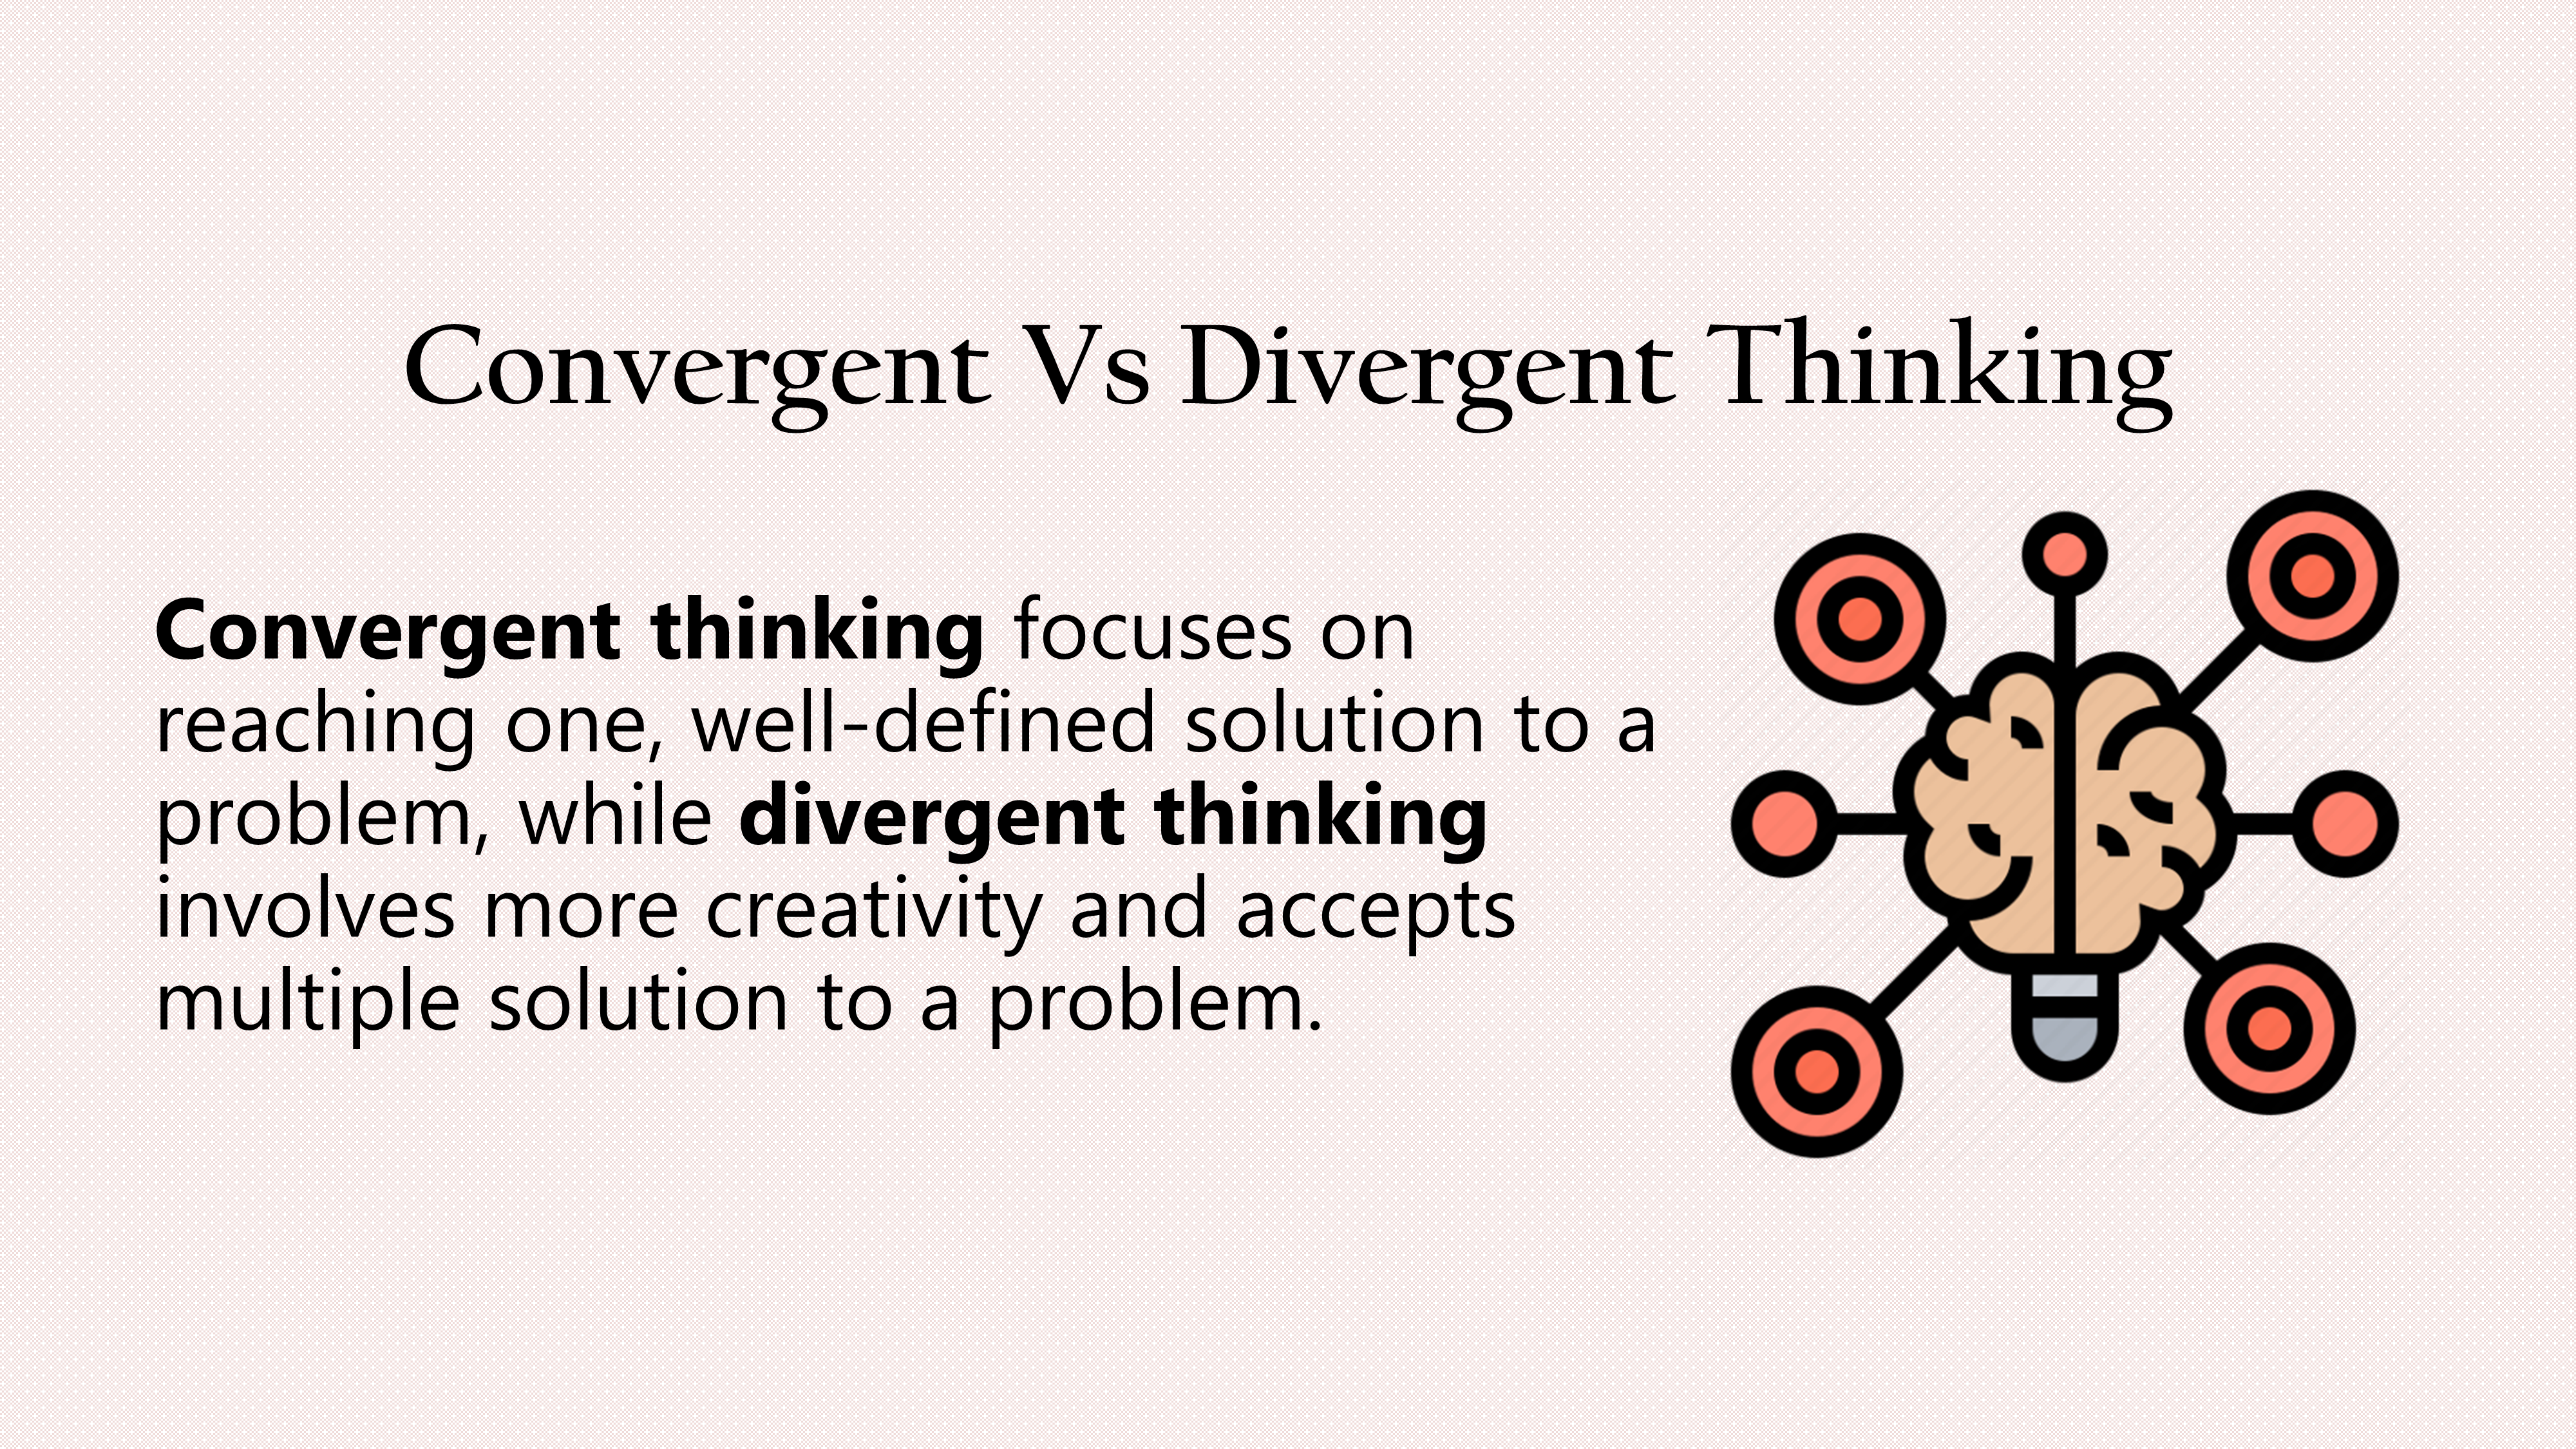 Convergent Vs Divergent Thinking
Convergent thinking focuses on
reaching one, well-defined solution to a
problem, while divergent thinking
involves more creativity and accepts
multiple solution to a problem.